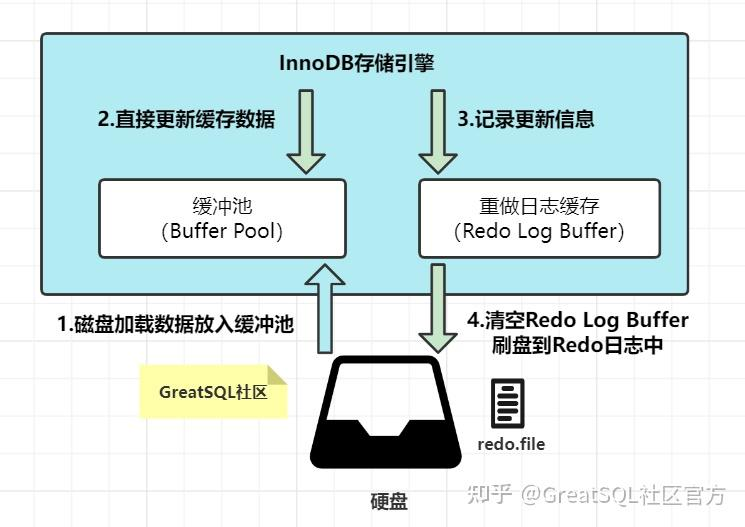 InnoDB存储引擎
2.直接更新缓存数据
3.记录更新信息
缓冲池
（Buffer Pool）
重做日志缓存
（Redo Log Buffer）
1.磁盘加载数据放入缓冲池
4.清空Redo Log Buffer
刷盘到Redo日志中
GreatSQL社区
redo.file
硬盘
知乎 @GreatSQL社区官方